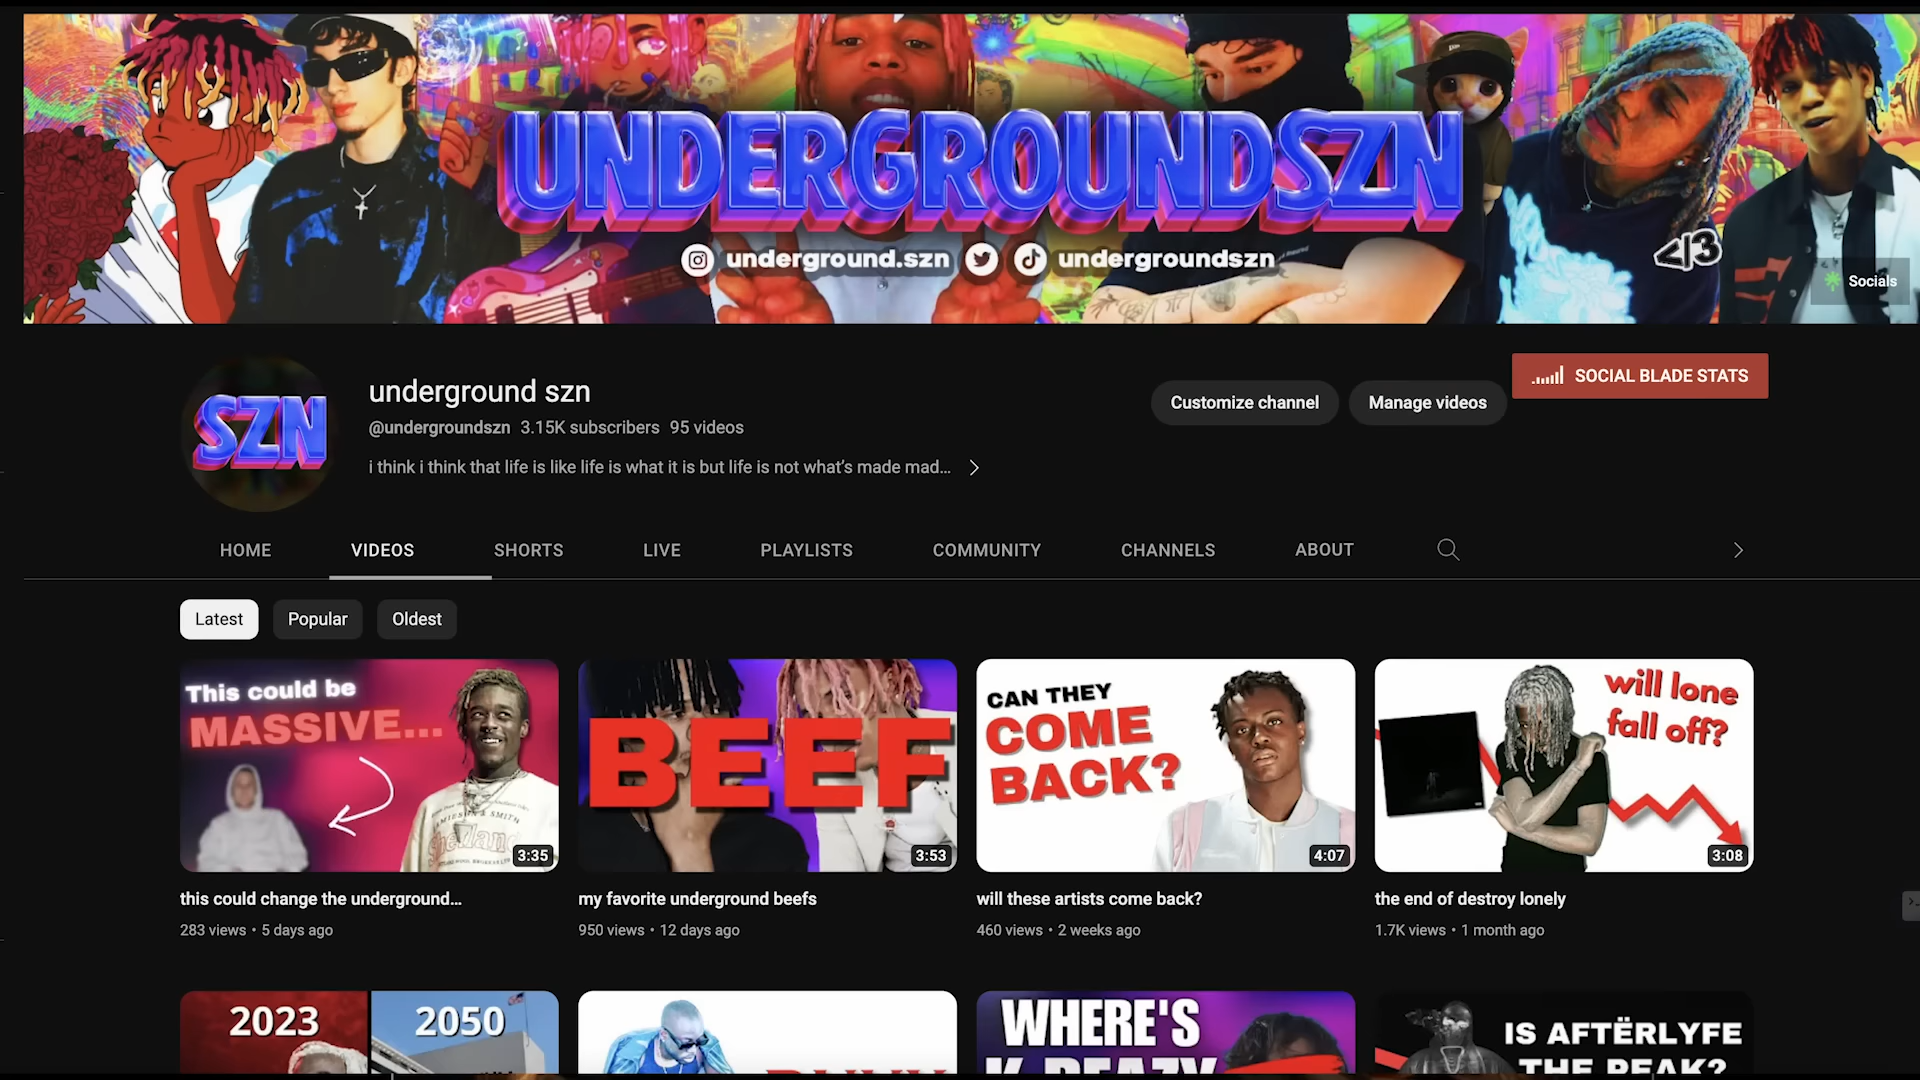 UNDERGROUNDSZN
underground.szn undergroundszn
<|3
Socials
SZN
underground szn
@undergroundszn 3.15K subscribers 95 videos
i think i think that life is like life is what it is but life is not what's made mad...
Customize channel
Manage videos
SOCIAL BLADE STATS
HOME VIDEOS SHORTS LIVE PLAYLISTS COMMUNITY CHANNELS ABOUT
Latest Popular Oldest
This could be
MASSIVE...
3:35
BEEF
3:53
CAN THEY
COME
BACK?
4:07
will lone
fall off?
3:08
this could change the underground...
283 views • 5 days ago
my favorite underground beefs
950 views • 12 days ago
will these artists come back?
460 views • 2 weeks ago
the end of destroy lonely
1.7K views • 1 month ago
2023 2050
WHERE'S
IS AFTËRLYFE
THE PEAK?